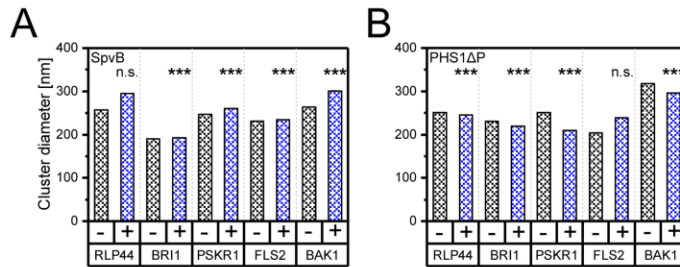 A
Cluster diameter [nm]
400
300
200
100
0
SpvB
n.s. *** *** *** ***
- + - + - + - + - +
RLP44 BRI1 PSKR1 FLS2 BAK1
B
400
300
200
100
0
PHS1ΔP
*** *** *** n.s. ***
- + - + - + - + - +
RLP44 BRI1 PSKR1 FLS2 BAK1